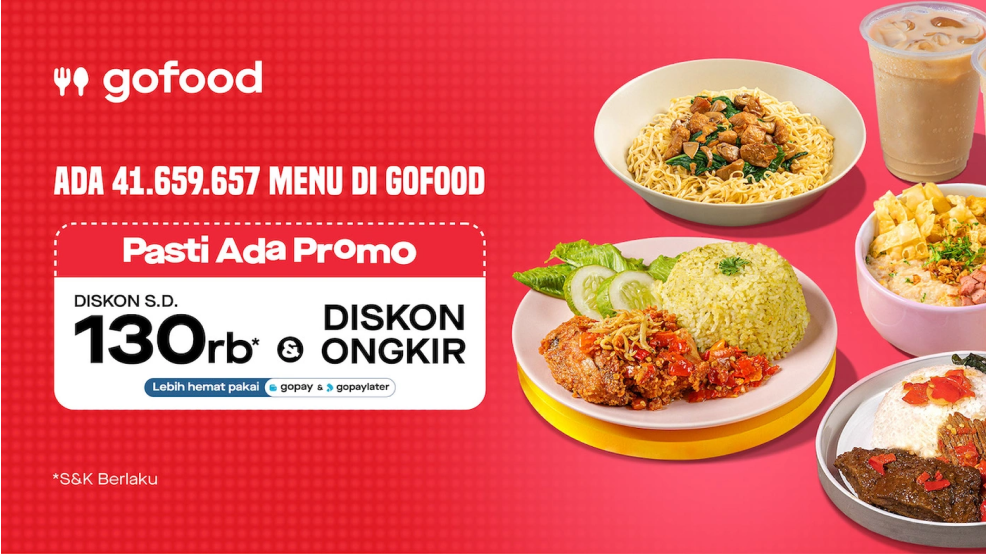 gofood
ADA 41.659.657 MENU DI GOFOOD
Pasti Ada Promo
DISKON S.D.
130rb*
&
DISKON
ONGKIR
Lebih hemat pakai gopay & gopaylater
*S&K Berlaku